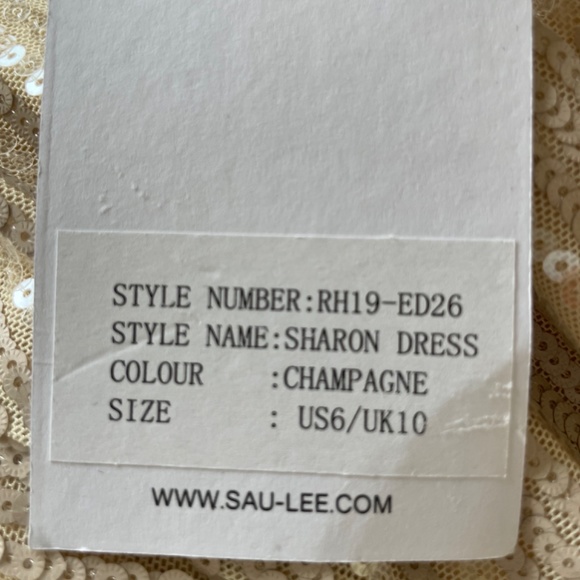 STYLE NUMBER:RH19-ED26
STYLE NAME:SHARON DRESS
COLOUR :CHAMPAGNE
SIZE : US6/UK10
WWW.SAU-LEE.COM